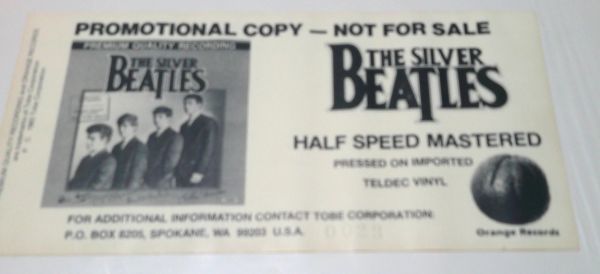 PROMOTIONAL COPY — NOT FOR SALE
PREMIUM QUALITY RECORDING
THE SILVER
BEATLES
THE SILVER
BEATLES
HALF SPEED MASTERED
PRESSED ON IMPORTED
TELDEC VINYL
Orange Records
FOR ADDITIONAL INFORMATION CONTACT TOBE CORPORATION:
P.O. BOX 8205, SPOKANE, WA 99203 U.S.A. 0023